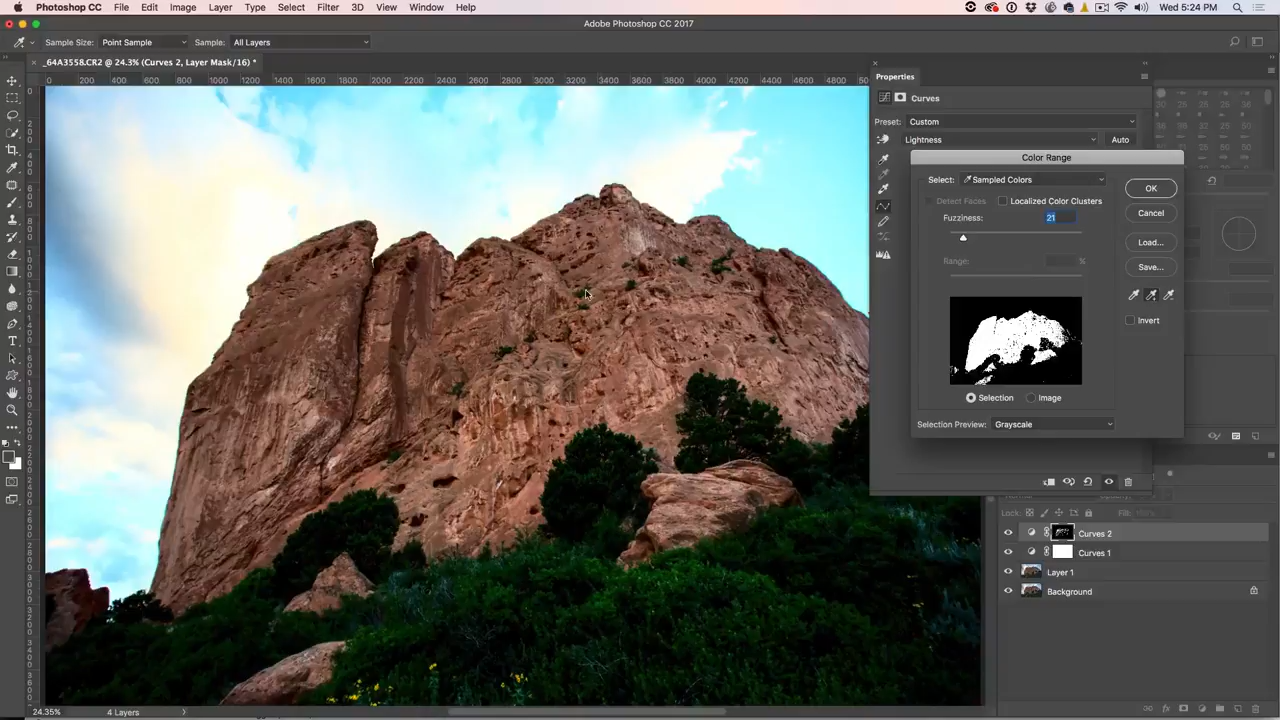 Photoshop CC File Edit Image Layer Type Select Filter 3D View Window Help Wed 5:24 PM
Adobe Photoshop CC 2017
Sample Size: Point Sample Sample: All Layers
_64A3558.CR2 @ 24.3% (Curves 2, Layer Mask/16) *
0 200 400 600 800 1000 1200 1400 1600 1800 2000 2200 2400 2600 2800 3000 3200 3400 3600 3800 4000 4200 4400 4600 4800
Properties
Curves
Preset: Custom
Lightness Auto
Color Range
Select: Sampled Colors OK
Detect Faces Localized Color Clusters
Fuzziness: 21 Cancel
Load...
Range: % Save...
Invert
Selection Image
Selection Preview: Grayscale
Lock: Fill:
Curves 2
Curves 1
Layer 1
Background
24.35% 4 Layers